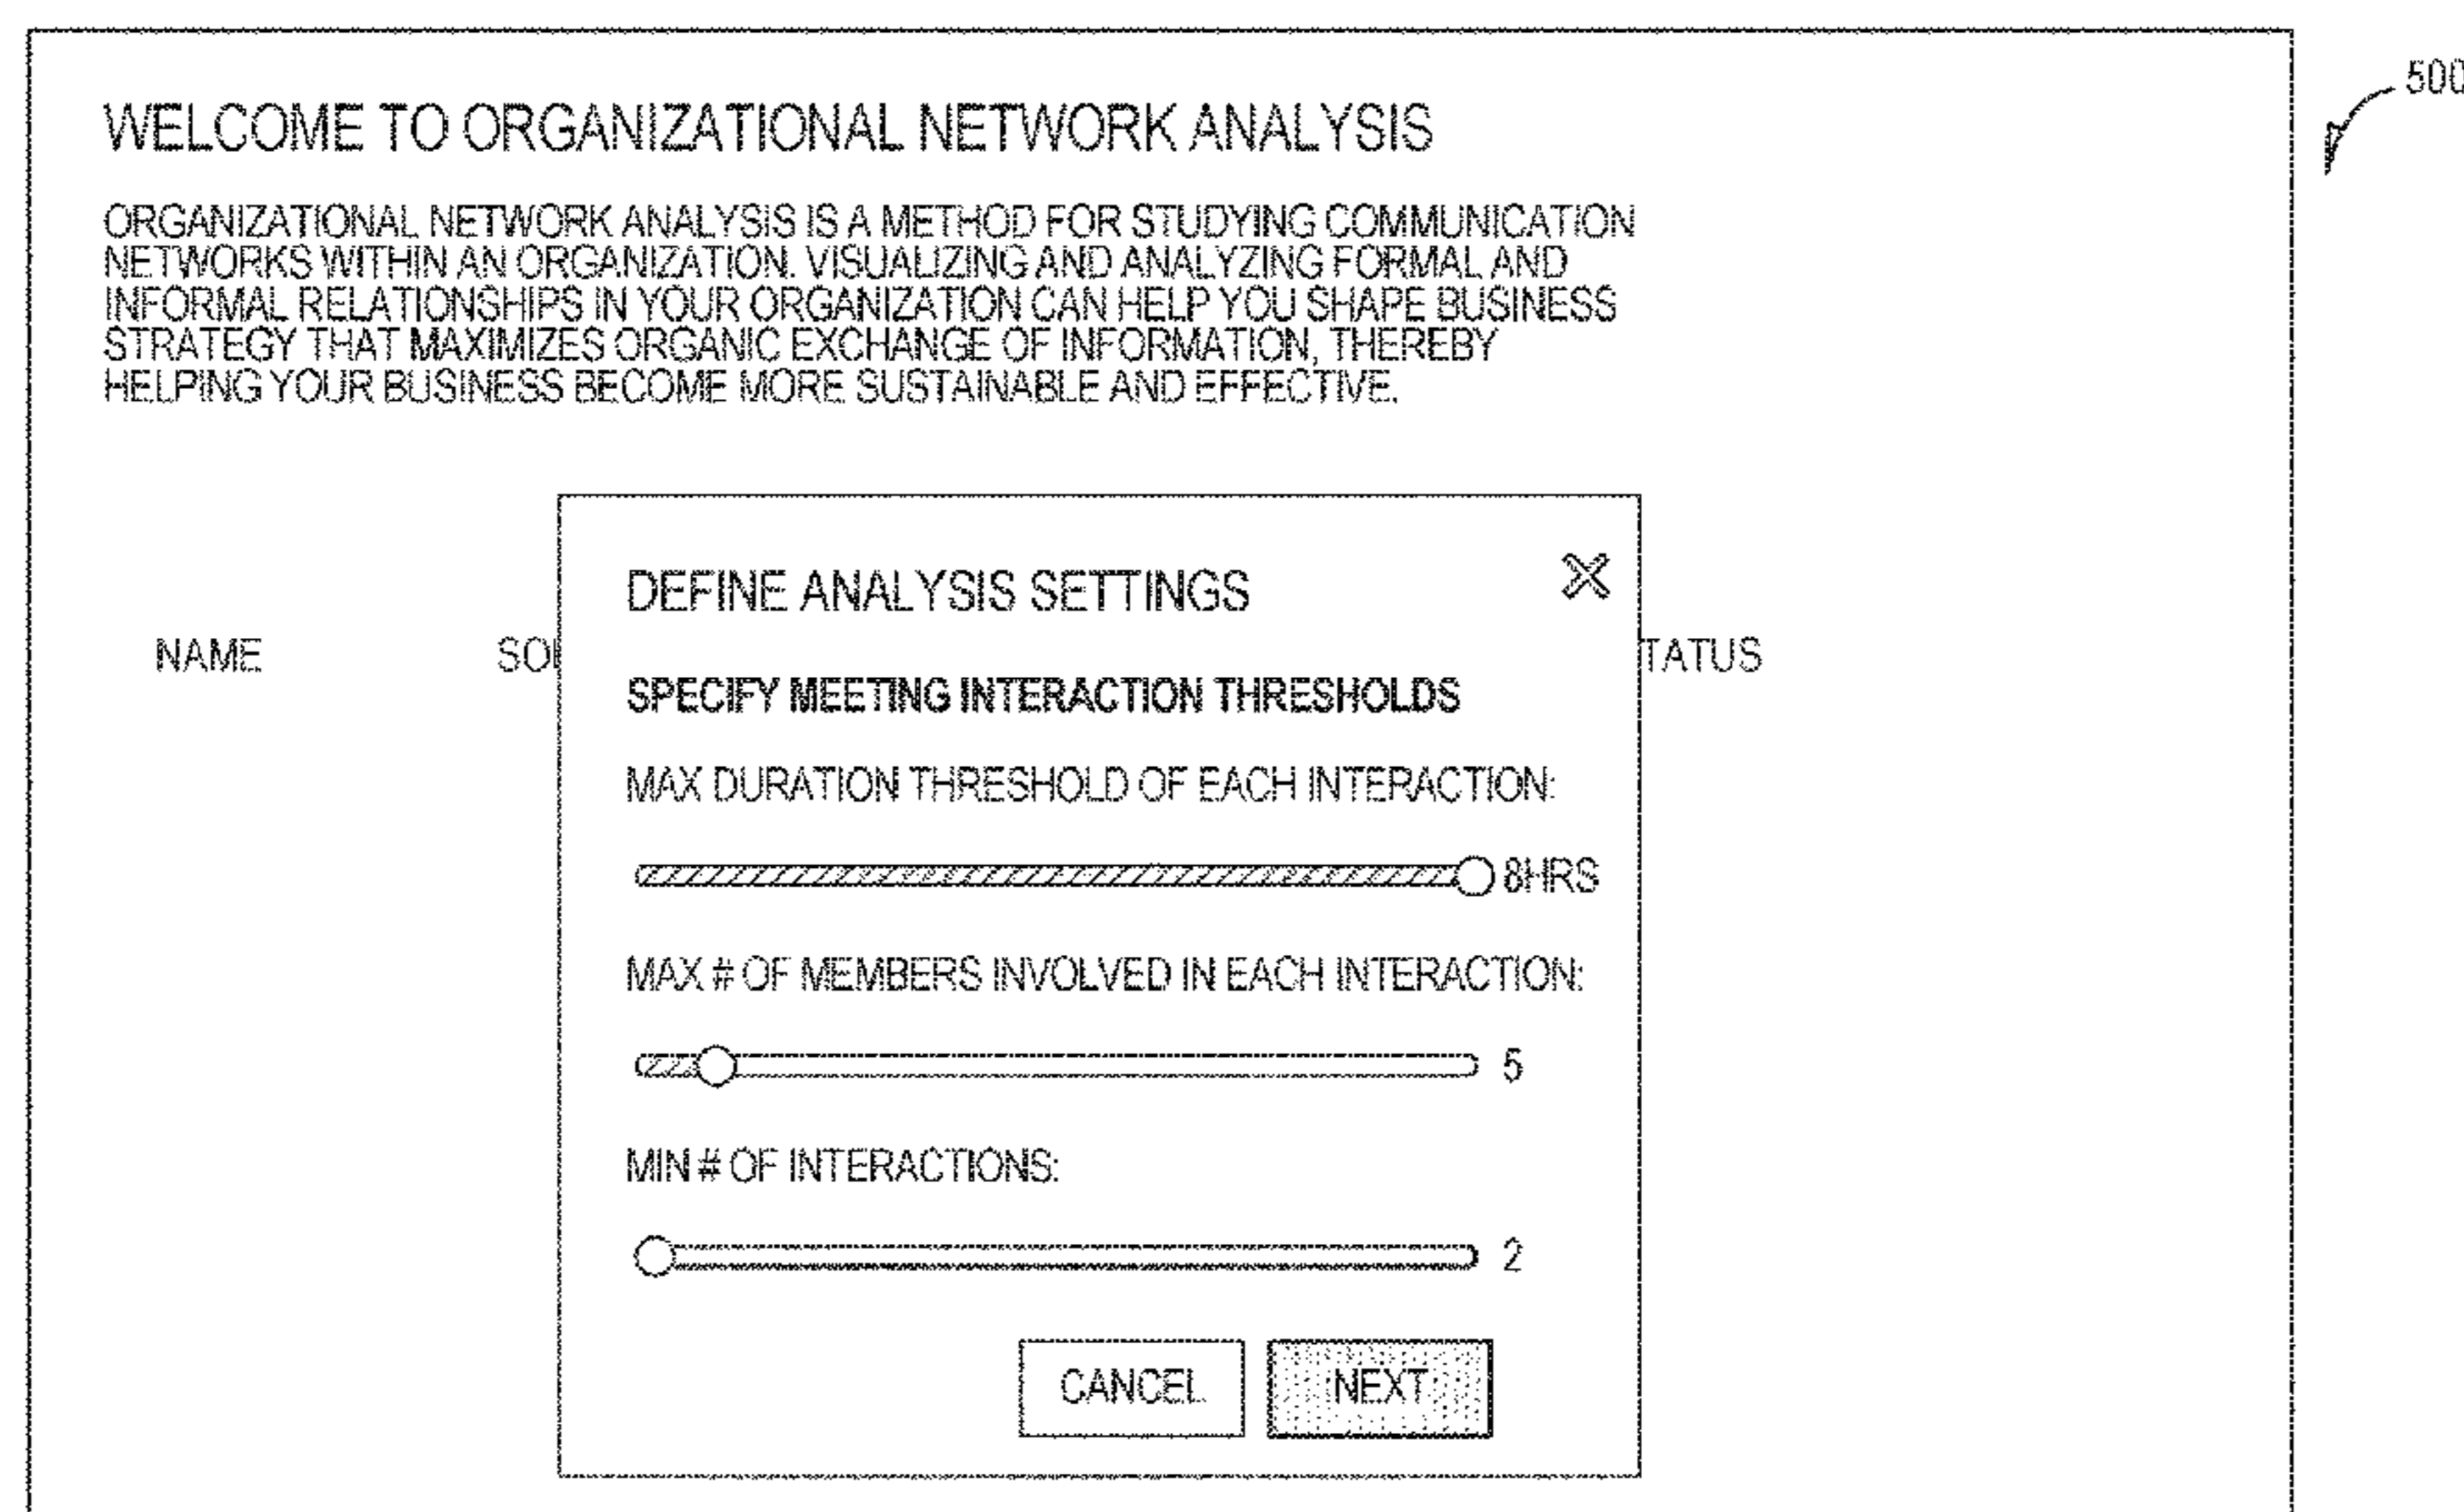 500
WELCOME TO ORGANIZATIONAL NETWORK ANALYSIS
ORGANIZATIONAL NETWORK ANALYSIS IS A METHOD FOR STUDYING COMMUNICATION
NETWORKS WITHIN AN ORGANIZATION. VISUALIZING AND ANALYZING FORMAL AND
INFORMAL RELATIONSHIPS IN YOUR ORGANIZATION CAN HELP YOU SHAPE BUSINESS
STRATEGY THAT MAXIMIZES ORGANIC EXCHANGE OF INFORMATION, THEREBY
HELPING YOUR BUSINESS BECOME MORE SUSTAINABLE AND EFFECTIVE.
NAME
TATUS
DEFINE ANALYSIS SETTINGS
SPECIFY MEETING INTERACTION THRESHOLDS
MAX DURATION THRESHOLD OF EACH INTERACTION:
8HRS
MAX # OF MEMBERS INVOLVED IN EACH INTERACTION:
5
MIN # OF INTERACTIONS:
2
CANCEL NEXT